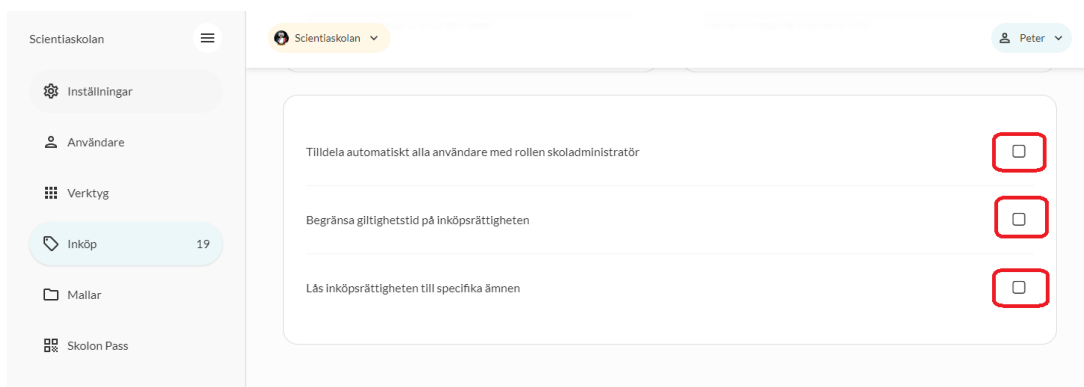 Scientiaskolan
Scientiaskolan
Peter
Inställningar
Användare
Verktyg
Inköp 19
Mallar
Skolon Pass
Tilldela automatiskt alla användare med rollen skoladministratör
Begränsa giltighetstid på inköpsrättigheten
Lås inköpsrättigheten till specifika ämnen